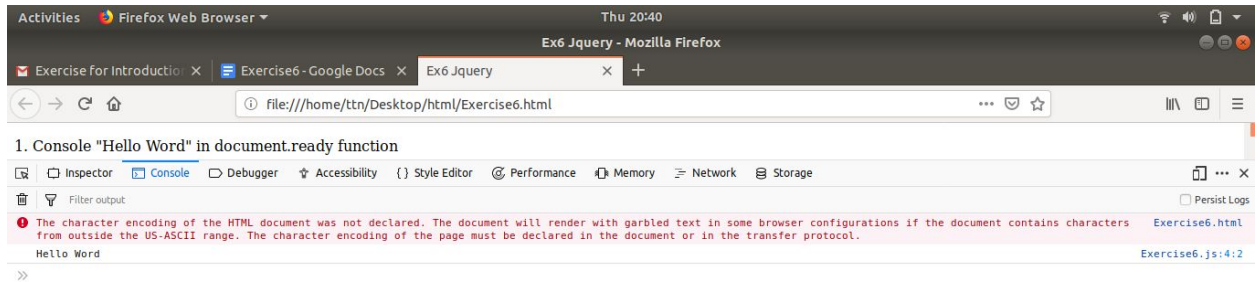 Activities Firefox Web Browser Thu 20:40
Ex6 Jquery - Mozilla Firefox
Exercise for Introduction Exercise6 - Google Docs Ex6 Jquery
file:///home/ttn/Desktop/html/Exercise6.html
1. Console "Hello Word" in document.ready function
Inspector Console Debugger Accessibility {} Style Editor Performance Memory Network Storage
Filter output Persist Logs
The character encoding of the HTML document was not declared. The document will render with garbled text in some browser configurations if the document contains characters Exercise6.html
from outside the US-ASCII range. The character encoding of the page must be declared in the document or in the transfer protocol.
Hello Word Exercise6.js:4:2